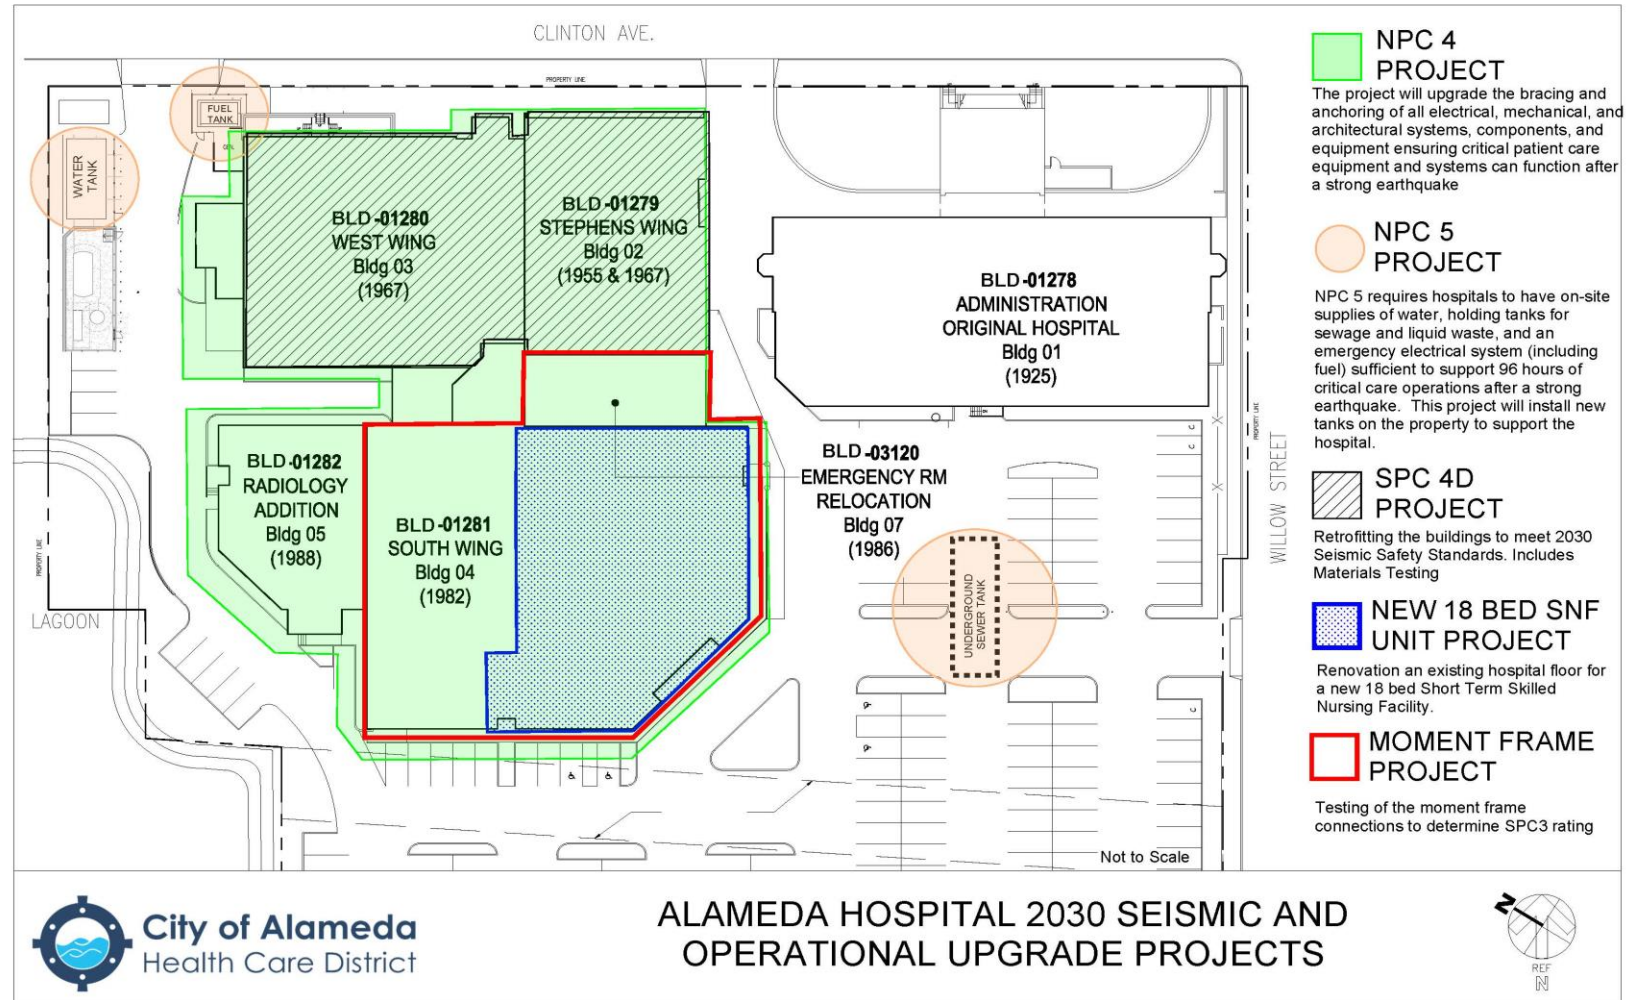 CLINTON AVE.
PROPERTY LINE
FUEL
TANK
WATER
TANK
BLD-01280
WEST WING
Bldg 03
(1967)
BLD-01279
STEPHENS WING
Bldg 02
(1955 & 1967)
BLD-01278
ADMINISTRATION
ORIGINAL HOSPITAL
Bldg 01
(1925)
BLD-01282
RADIOLOGY
ADDITION
Bldg 05
(1988)
BLD-01281
SOUTH WING
Bldg 04
(1982)
BLD-03120
EMERGENCY RM
RELOCATION
Bldg 07
(1986)
UNDERGROUND
SEWER TANK
PROPERTY LINE
PROPERTY LINE
WILLOW STREET
LAGOON
Not to Scale
NPC 4
PROJECT
The project will upgrade the bracing and
anchoring of all electrical, mechanical, and
architectural systems, components, and
equipment ensuring critical patient care
equipment and systems can function after
a strong earthquake
NPC 5
PROJECT
NPC 5 requires hospitals to have on-site
supplies of water, holding tanks for
sewage and liquid waste, and an
emergency electrical system (including
fuel) sufficient to support 96 hours of
critical care operations after a strong
earthquake. This project will install new
tanks on the property to support the
hospital.
SPC 4D
PROJECT
Retrofitting the buildings to meet 2030
Seismic Safety Standards. Includes
Materials Testing
NEW 18 BED SNF
UNIT PROJECT
Renovation an existing hospital floor for
a new 18 bed Short Term Skilled
Nursing Facility.
MOMENT FRAME
PROJECT
Testing of the moment frame
connections to determine SPC3 rating
City of Alameda
Health Care District
ALAMEDA HOSPITAL 2030 SEISMIC AND
OPERATIONAL UPGRADE PROJECTS
N
REF
N